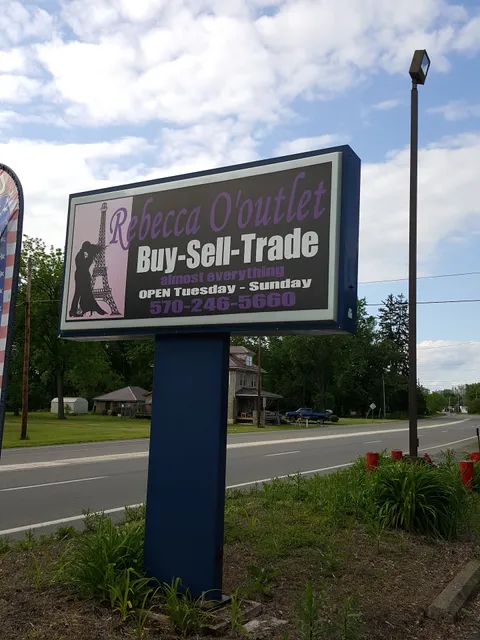 Rebecca O'outlet
Buy-Sell-Trade
almost everything
OPEN Tuesday - Sunday
570-246-5660